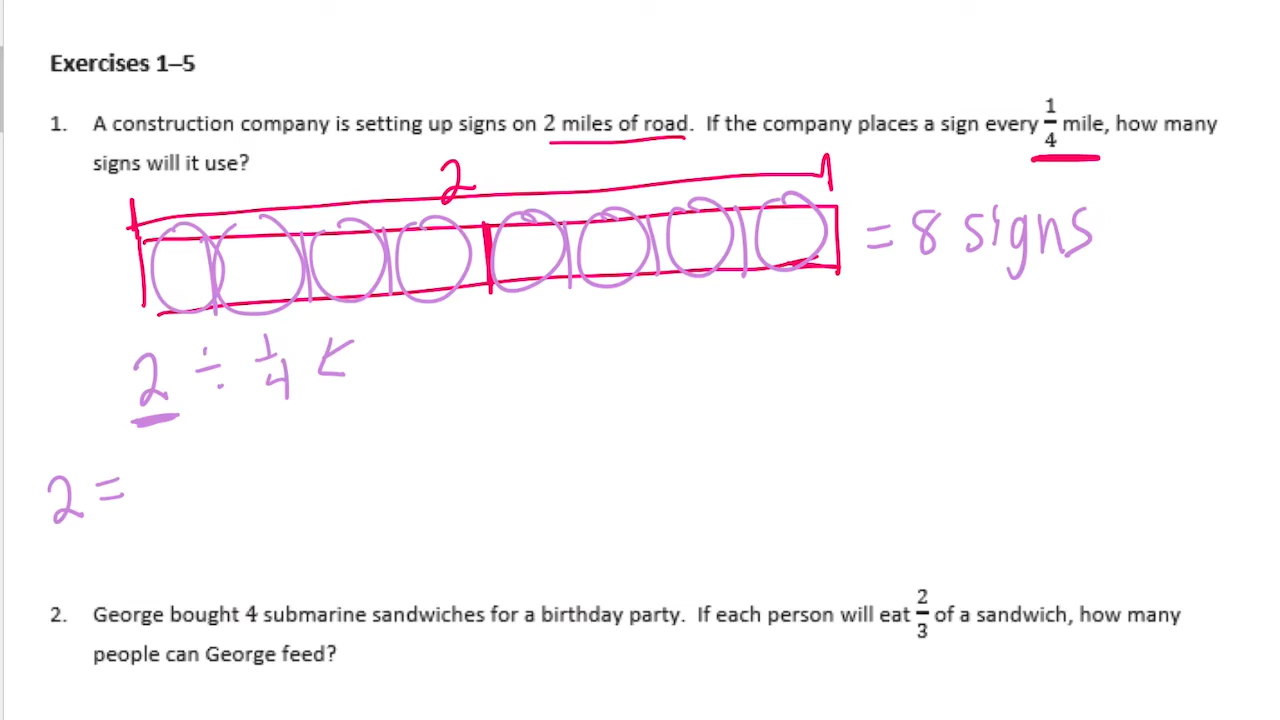 Exercises 1–5
1. A construction company is setting up signs on 2 miles of road. If the company places a sign every 1/4 mile, how many
signs will it use?
2
= 8 signs
2 ÷ 1/4
2 =
2. George bought 4 submarine sandwiches for a birthday party. If each person will eat 2/3 of a sandwich, how many
people can George feed?